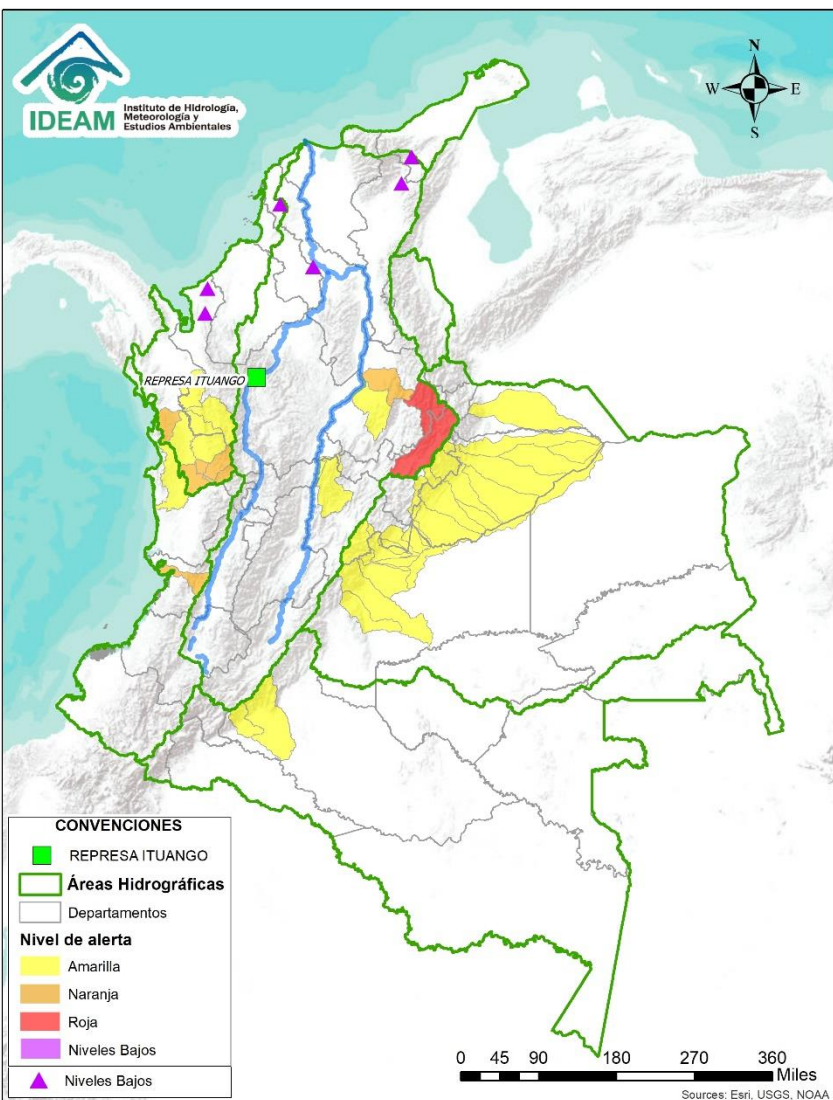 IDEAM
Instituto de Hidrología,
Meteorología y
Estudios Ambientales
N
W
E
S
REPRESA ITUANGO
CONVENCIONES
REPRESA ITUANGO
Áreas Hidrográficas
Departamentos
Nivel de alerta
Amarilla
Naranja
Roja
Niveles Bajos
Niveles Bajos
0 45 90 180 270 360
Miles
Sources: Esri, USGS, NOAA